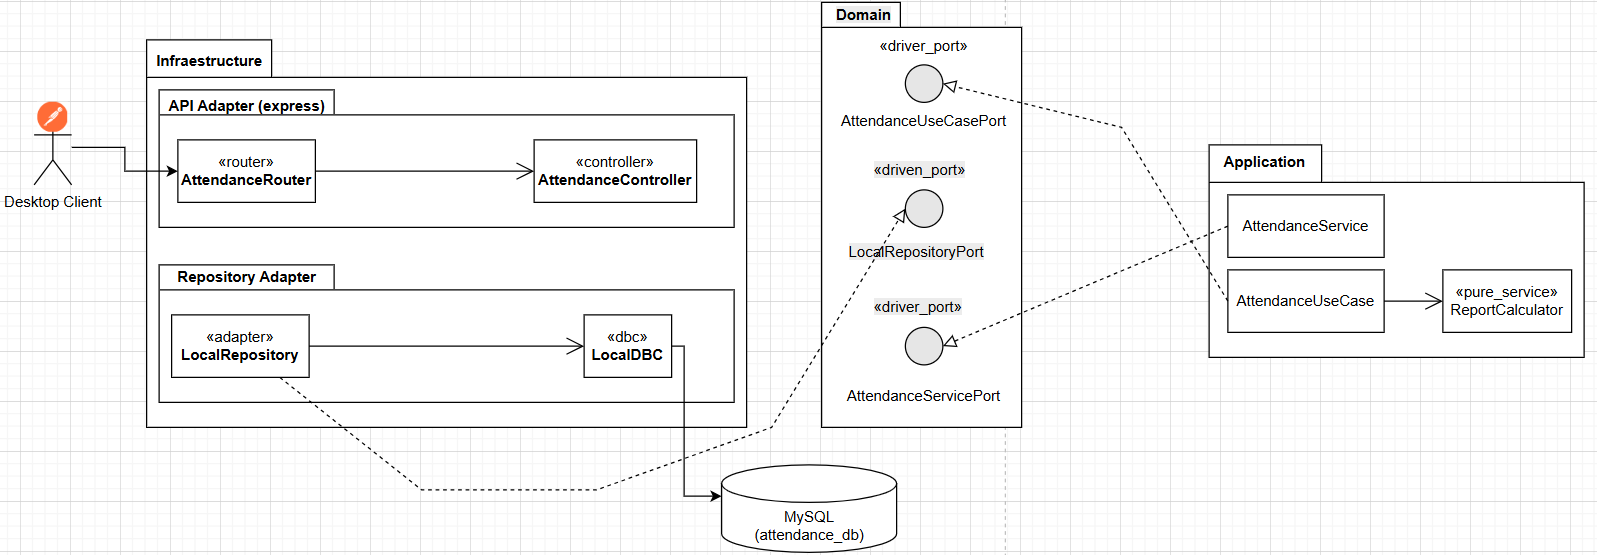 Desktop Client
Infraestructure
API Adapter (express)
«router»
AttendanceRouter
«controller»
AttendanceController
Repository Adapter
«adapter»
LocalRepository
«dbc»
LocalDBC
MySQL
(attendance_db)
Domain
«driver_port»
AttendanceUseCasePort
«driven_port»
LocalRepositoryPort
«driver_port»
AttendanceServicePort
Application
AttendanceService
AttendanceUseCase
«pure_service»
ReportCalculator